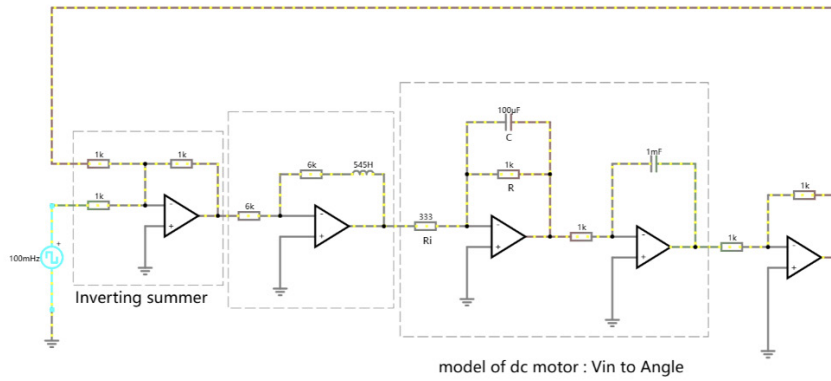 100µF
C
1k 1k 6k 545H 1k 1mF 1k
R
1k 6k 333 1k 1k
Ri
- - - - -
+ + + + +
+
100mHz
Inverting summer
model of dc motor : Vin to Angle